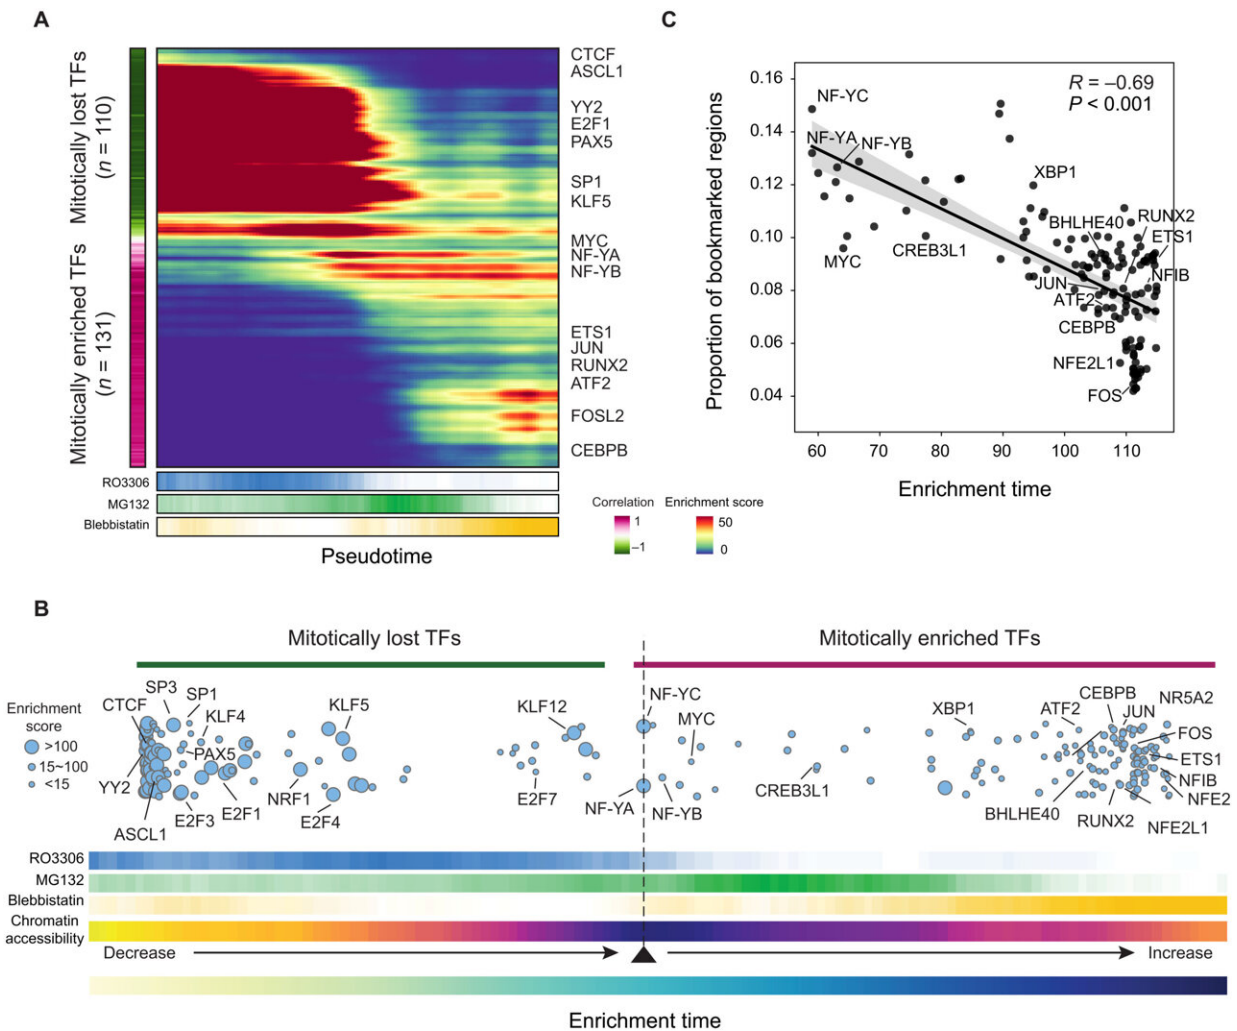 A
Mitotically lost TFs
(n = 110)
Mitotically enriched TFs
(n = 131)
CTCF
ASCL1
YY2
E2F1
PAX5
SP1
KLF5
MYC
NF-YA
NF-YB
ETS1
JUN
RUNX2
ATF2
FOSL2
CEBPB
RO3306
MG132
Blebbistatin
Pseudotime
Correlation
1
–1
Enrichment score
50
0
C
R = –0.69
P < 0.001
Proportion of bookmarked regions
0.16
0.14
0.12
0.10
0.08
0.06
0.04
NF-YC
NF-YA
NF-YB
XBP1
BHLHE40
RUNX2
ETS1
MYC
CREB3L1
NFIB
JUN
ATF2
CEBPB
NFE2L1
FOS
60 70 80 90 100 110
Enrichment time
B
Mitotically lost TFs
Mitotically enriched TFs
Enrichment
score
>100
15~100
<15
SP3
SP1
CTCF
KLF4
KLF5
PAX5
YY2
ASCL1
E2F3
E2F1
NRF1
E2F4
KLF12
E2F7
NF-YC
MYC
NF-YA
NF-YB
CREB3L1
XBP1
ATF2
CEBPB
JUN
NR5A2
FOS
ETS1
NFIB
NFE2
BHLHE40
RUNX2
NFE2L1
RO3306
MG132
Blebbistatin
Chromatin
accessibility
Decrease
Increase
Enrichment time